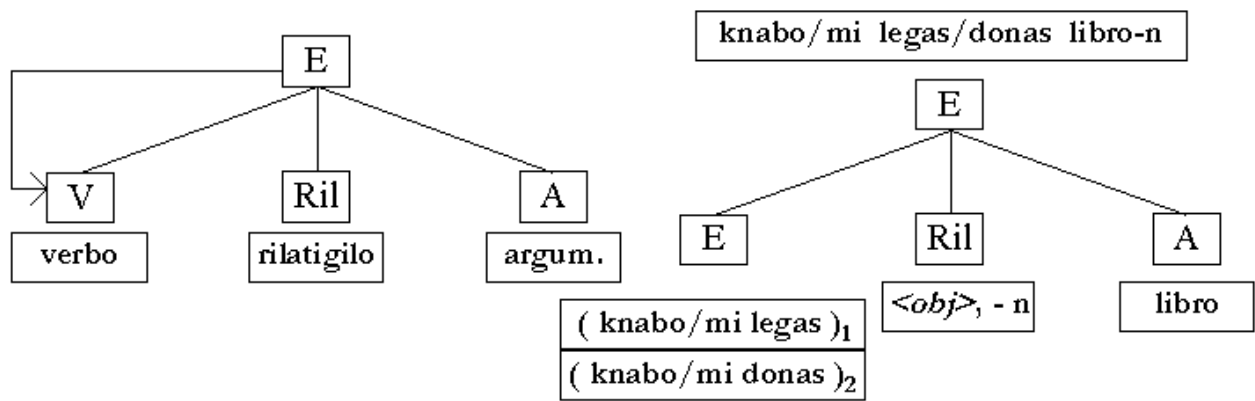 E
V Ril A
verbo rilatigilo argum.
knabo/mi legas/donas libro-n
E
E Ril A
<obj>, - n libro
( knabo/mi legas )1
( knabo/mi donas )2